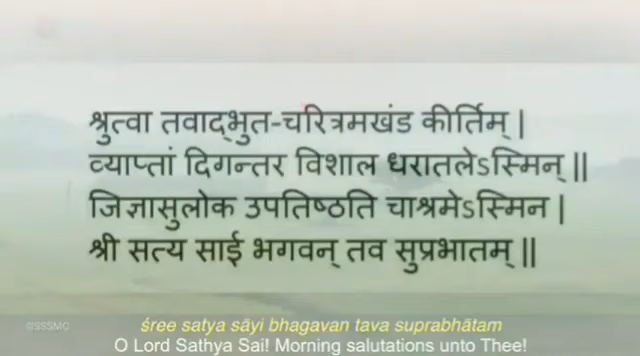 श्रुत्वा तवाद्‌भुत-चरित्रमखंड कीर्तिम् |
व्याप्तां दिगन्तर विशाल धरातलेऽस्मिन् ||
जिज्ञासुलोक उपतिष्ठति चाश्रमेऽस्मिन |
श्री सत्य साई भगवन् तव सुप्रभातम् ||
©SSSMC
śree satya sāyi bhagavan tava suprabhātam
O Lord Sathya Sai! Morning salutations unto Thee!